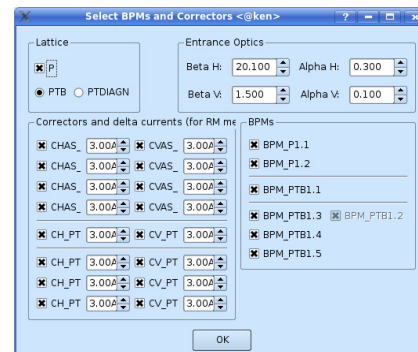 Select BPMs and Correctors <@ken>
Lattice
P
PTB PTDIAGN
Entrance Optics
Beta H: 20.100 Alpha H: 0.300
Beta V: 1.500 Alpha V: 0.100
Correctors and delta currents (for RM me
CHAS_ 3.00A CVAS_ 3.00A
CHAS_ 3.00A CVAS_ 3.00A
CHAS_ 3.00A CVAS_ 3.00A
CHAS_ 3.00A CVAS_ 3.00A
CH_PT 3.00A CV_PT 3.00A
CH_PT 3.00A CV_PT 3.00A
CH_PT 3.00A CV_PT 3.00A
CH_PT 3.00A CV_PT 3.00A
BPMs
BPM_P1.1
BPM_P1.2
BPM_PTB1.1
BPM_PTB1.3 BPM_PTB1.2
BPM_PTB1.4
BPM_PTB1.5
OK